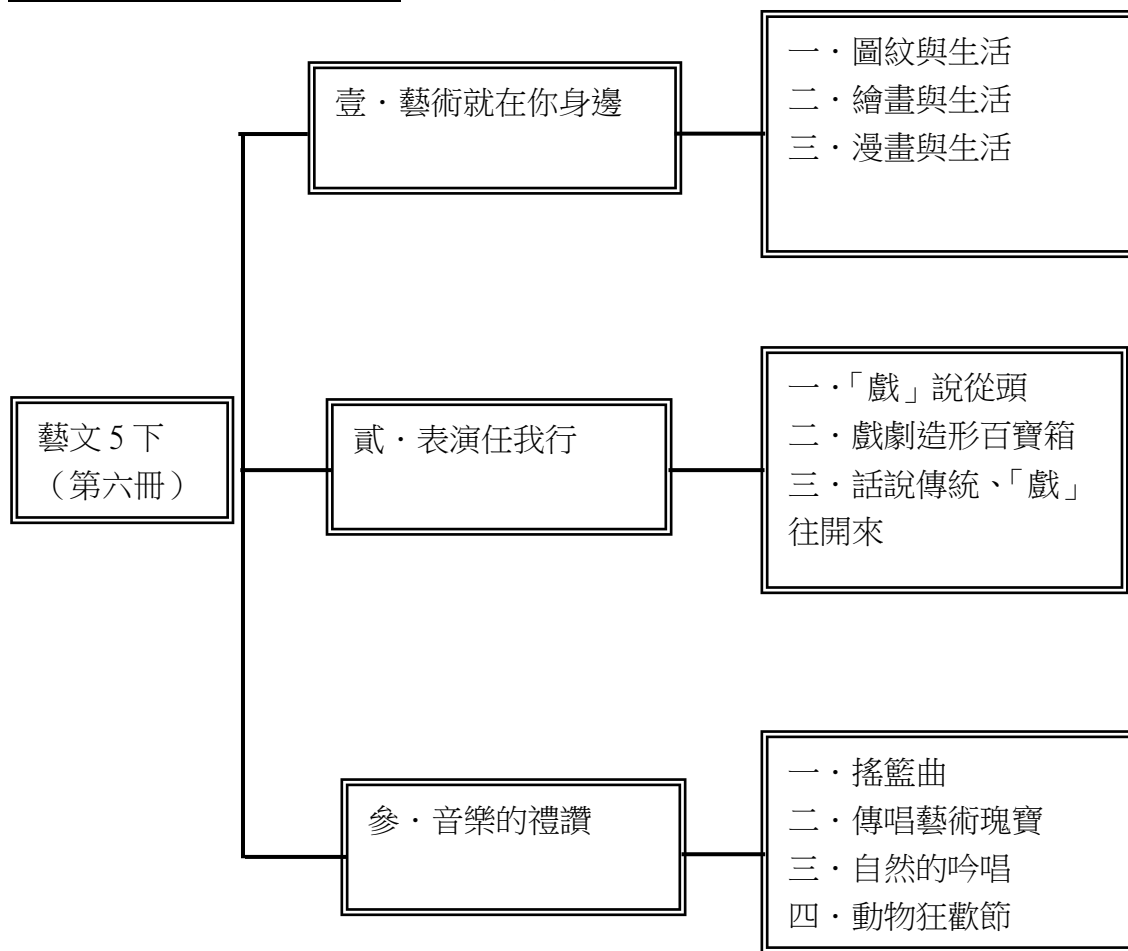 壹．藝術就在你身邊
一．圖紋與生活
二．繪畫與生活
三．漫畫與生活
藝文 5 下
（第六冊）
貳．表演任我行
一．「戲」說從頭
二．戲劇造形百寶箱
三．話說傳統、「戲」
往開來
參．音樂的禮讚
一．搖籃曲
二．傳唱藝術瑰寶
三．自然的吟唱
四．動物狂歡節